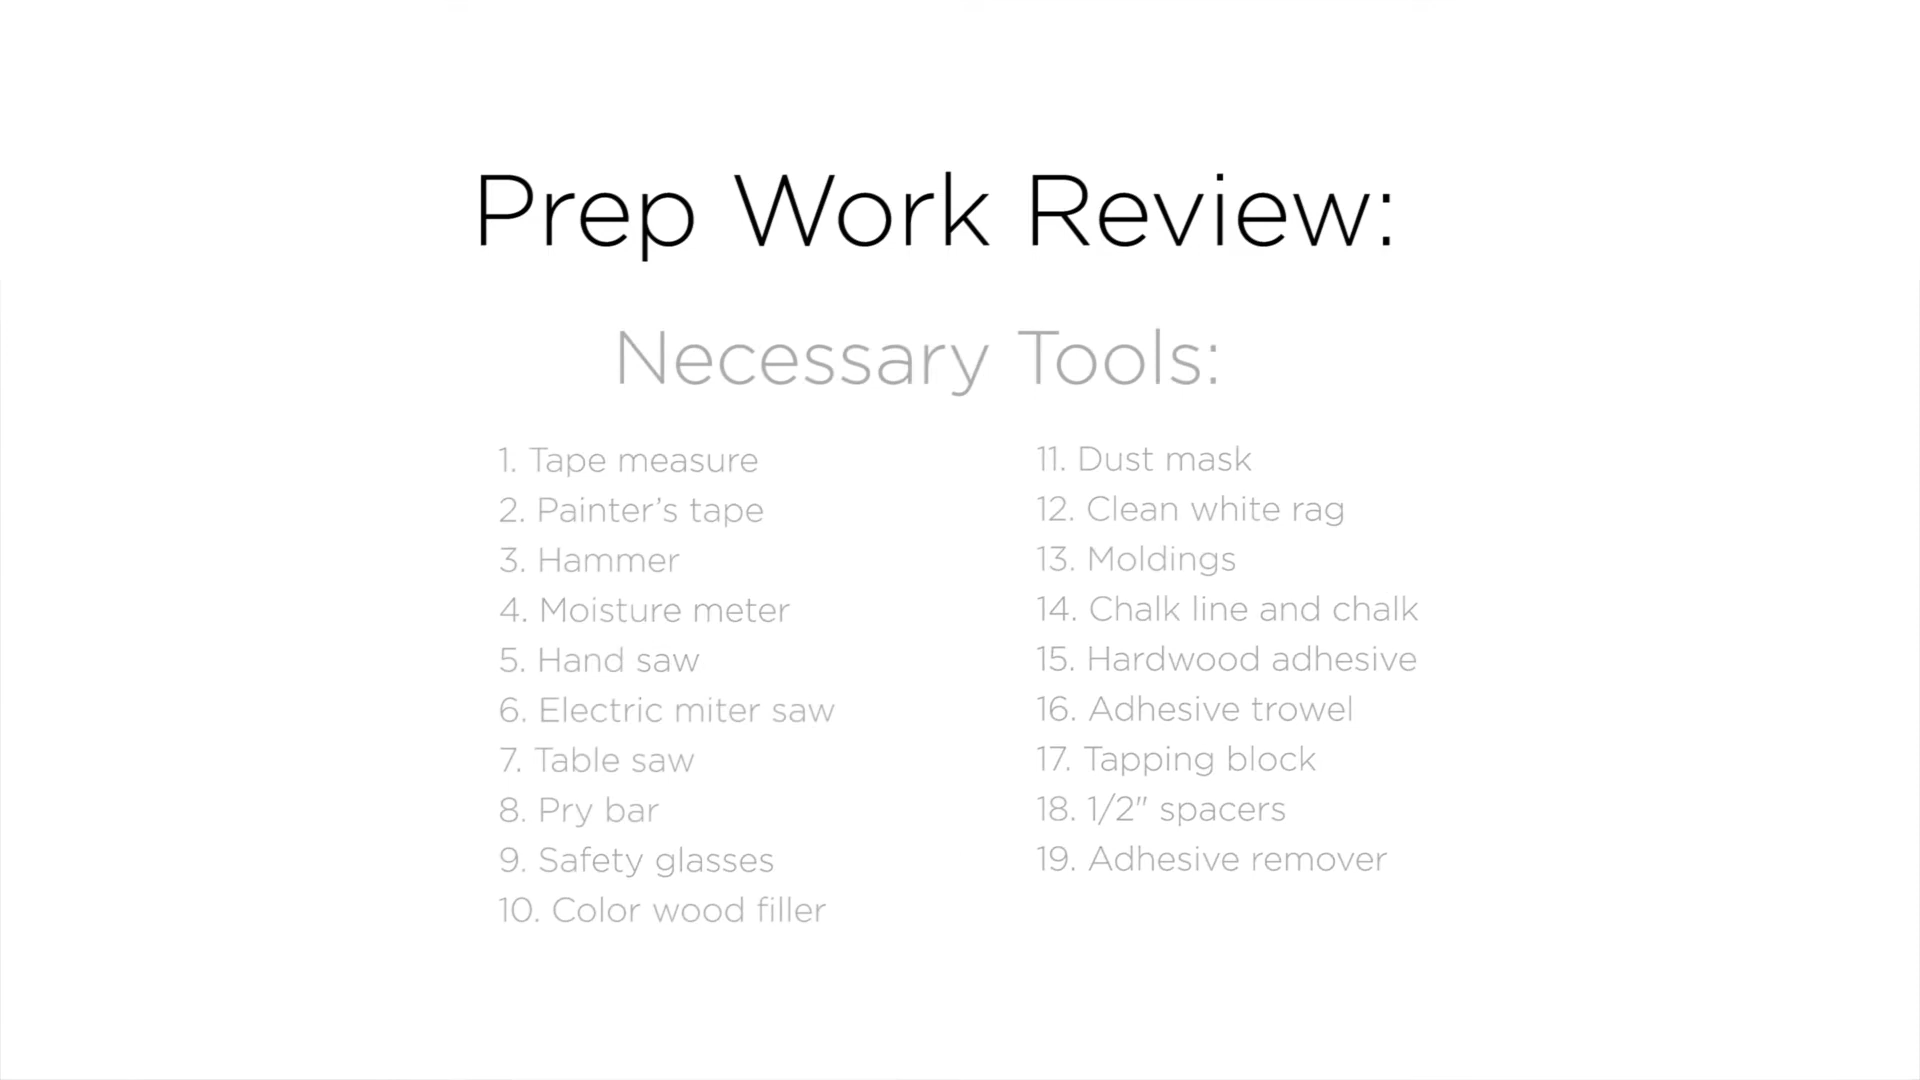 Prep Work Review:
Necessary Tools:
1. Tape measure
2. Painter’s tape
3. Hammer
4. Moisture meter
5. Hand saw
6. Electric miter saw
7. Table saw
8. Pry bar
9. Safety glasses
10. Color wood filler
11. Dust mask
12. Clean white rag
13. Moldings
14. Chalk line and chalk
15. Hardwood adhesive
16. Adhesive trowel
17. Tapping block
18. 1/2" spacers
19. Adhesive remover